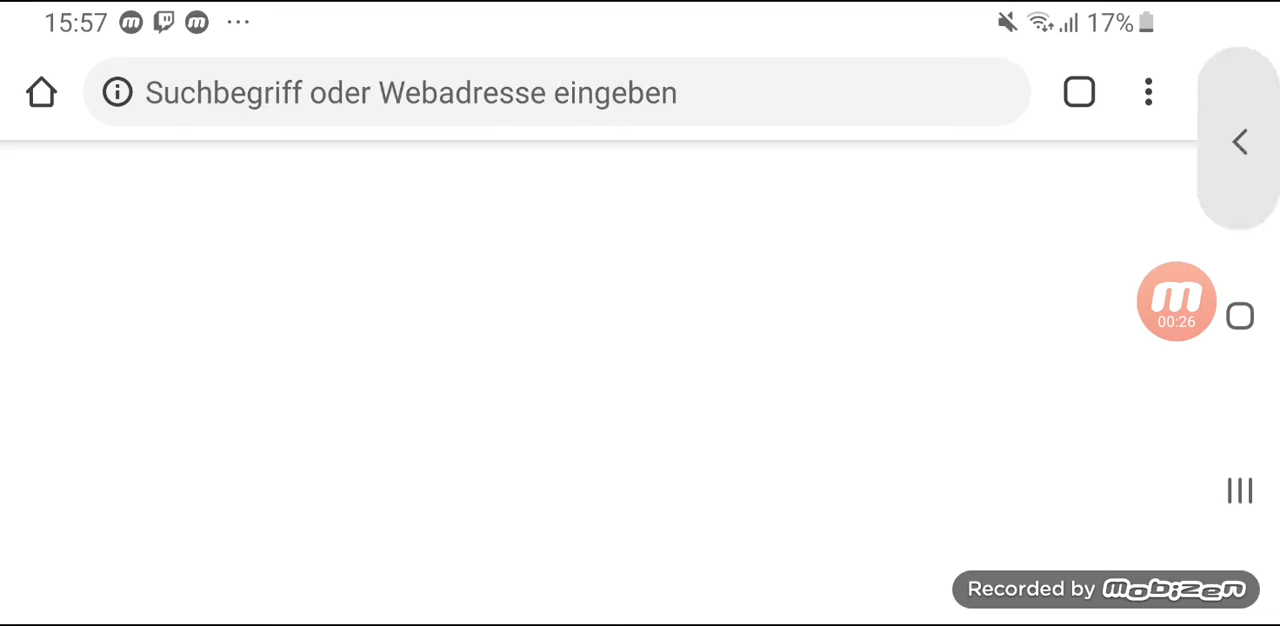 15:57 17%
Suchbegriff oder Webadresse eingeben
m
00:26
Recorded by mobizen